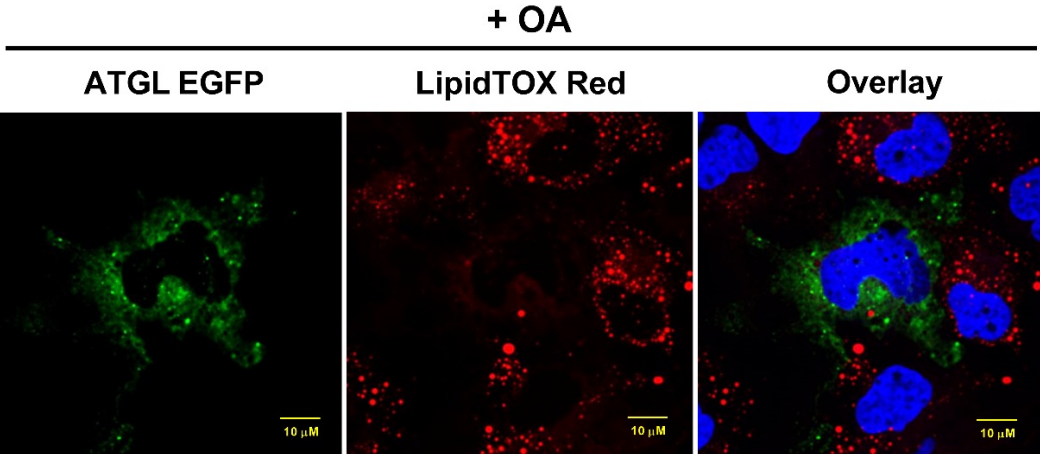 + OA
ATGL EGFP
LipidTOX Red
Overlay
10 μM
10 μM
10 μM